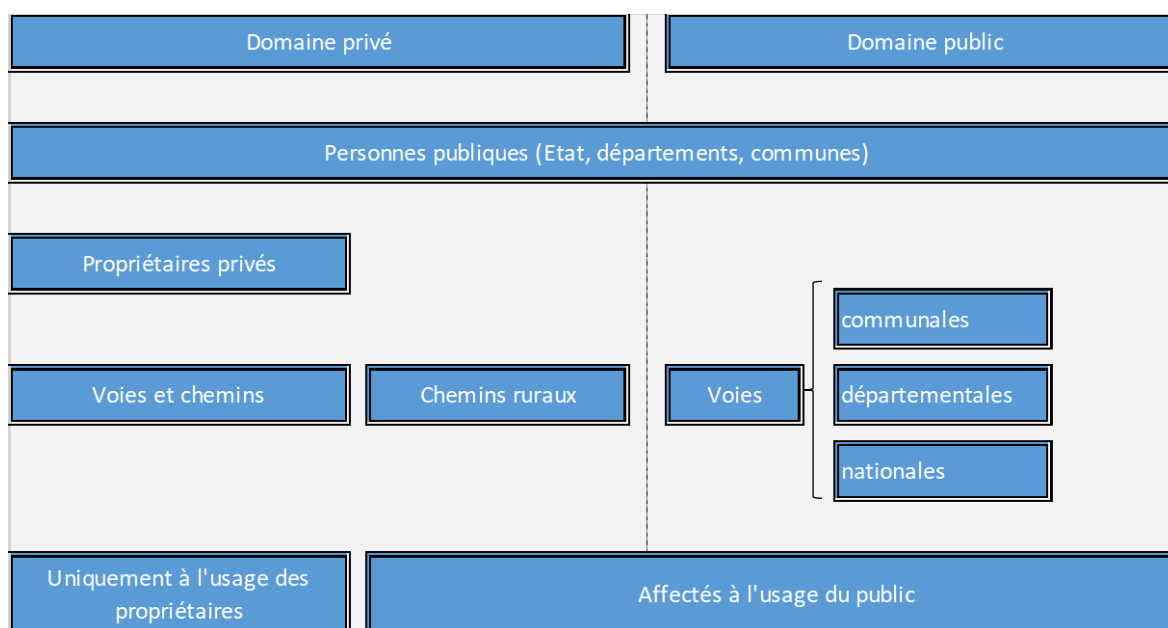 Domaine privé
Domaine public
Personnes publiques (Etat, départements, communes)
Propriétaires privés
communales
Voies et chemins
Chemins ruraux
Voies
départementales
nationales
Uniquement à l'usage des
propriétaires
Affectés à l'usage du public